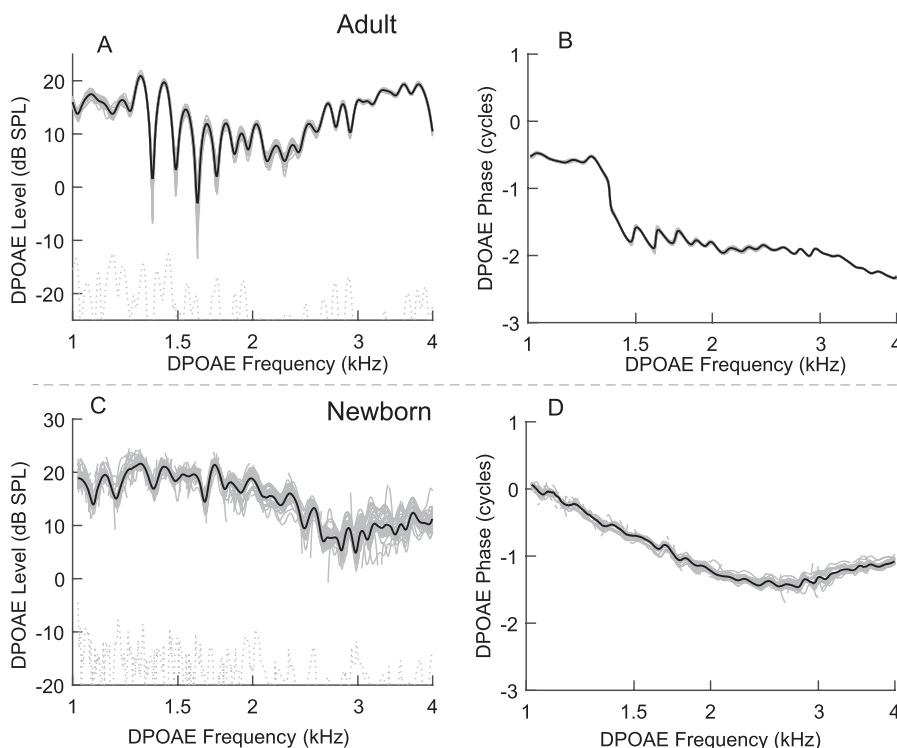 Adult
A
DPOAE Level (dB SPL)
20
10
0
-10
-20
1
1.5
2
3
4
DPOAE Frequency (kHz)
B
DPOAE Phase (cycles)
1
0
-1
-2
-3
1
1.5
2
3
4
DPOAE Frequency (kHz)
Newborn
C
DPOAE Level (dB SPL)
30
20
10
0
-10
-20
1
1.5
2
3
4
DPOAE Frequency (kHz)
D
DPOAE Phase (cycles)
1
0
-1
-2
-3
1
1.5
2
3
4
DPOAE Frequency (kHz)